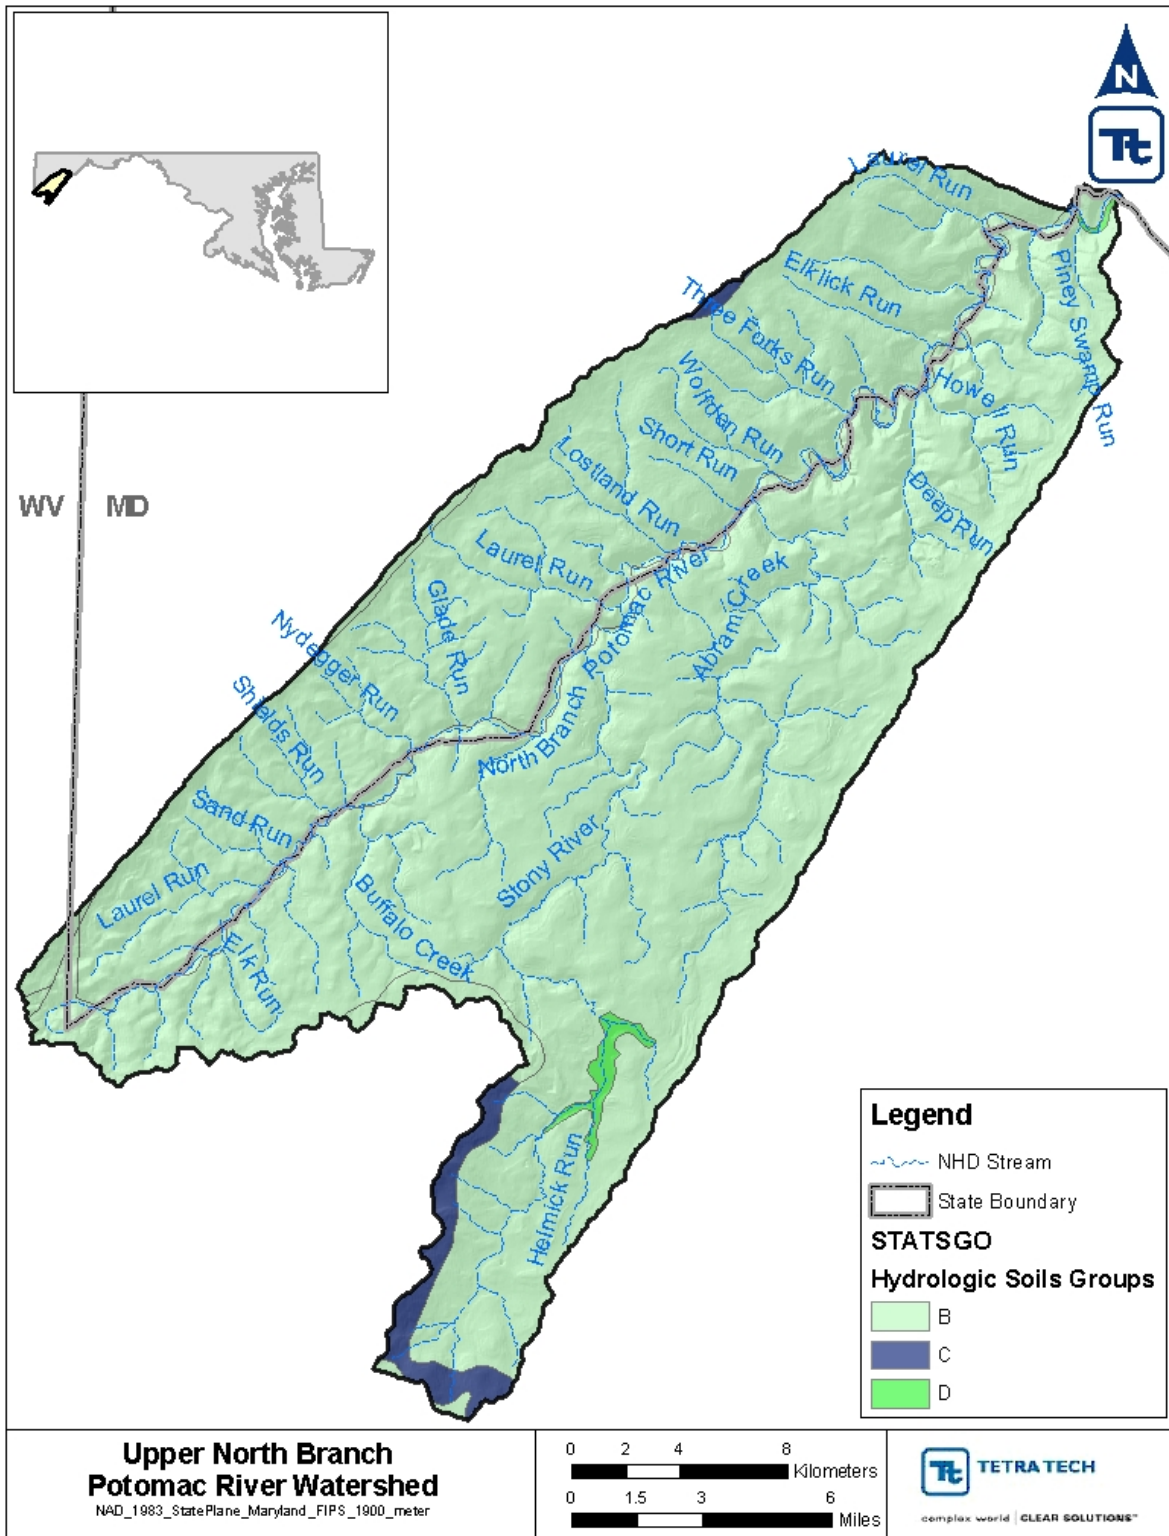 N
Tt
Laurel Run
Elklick Run
Piney Swamp Run
Three Forks Run
Howell Run
Wolfden Run
Short Run
Lostland Run
Deep Run
WV
MD
Laurel Run
Abram Creek
Glade Run
North Branch Potomac River
Nydegger Run
Shields Run
Sand Run
Stony River
Laurel Run
Buffalo Creek
Elk Run
Helmick Run
Legend
NHD Stream
State Boundary
STATSGO
Hydrologic Soils Groups
B
C
D
Upper North Branch
Potomac River Watershed
NAD_1983_StatePlane_Maryland_FIPS_1900_meter
0 2 4 8
Kilometers
0 1.5 3 6
Miles
Tt TETRA TECH
complex world | CLEAR SOLUTIONS™